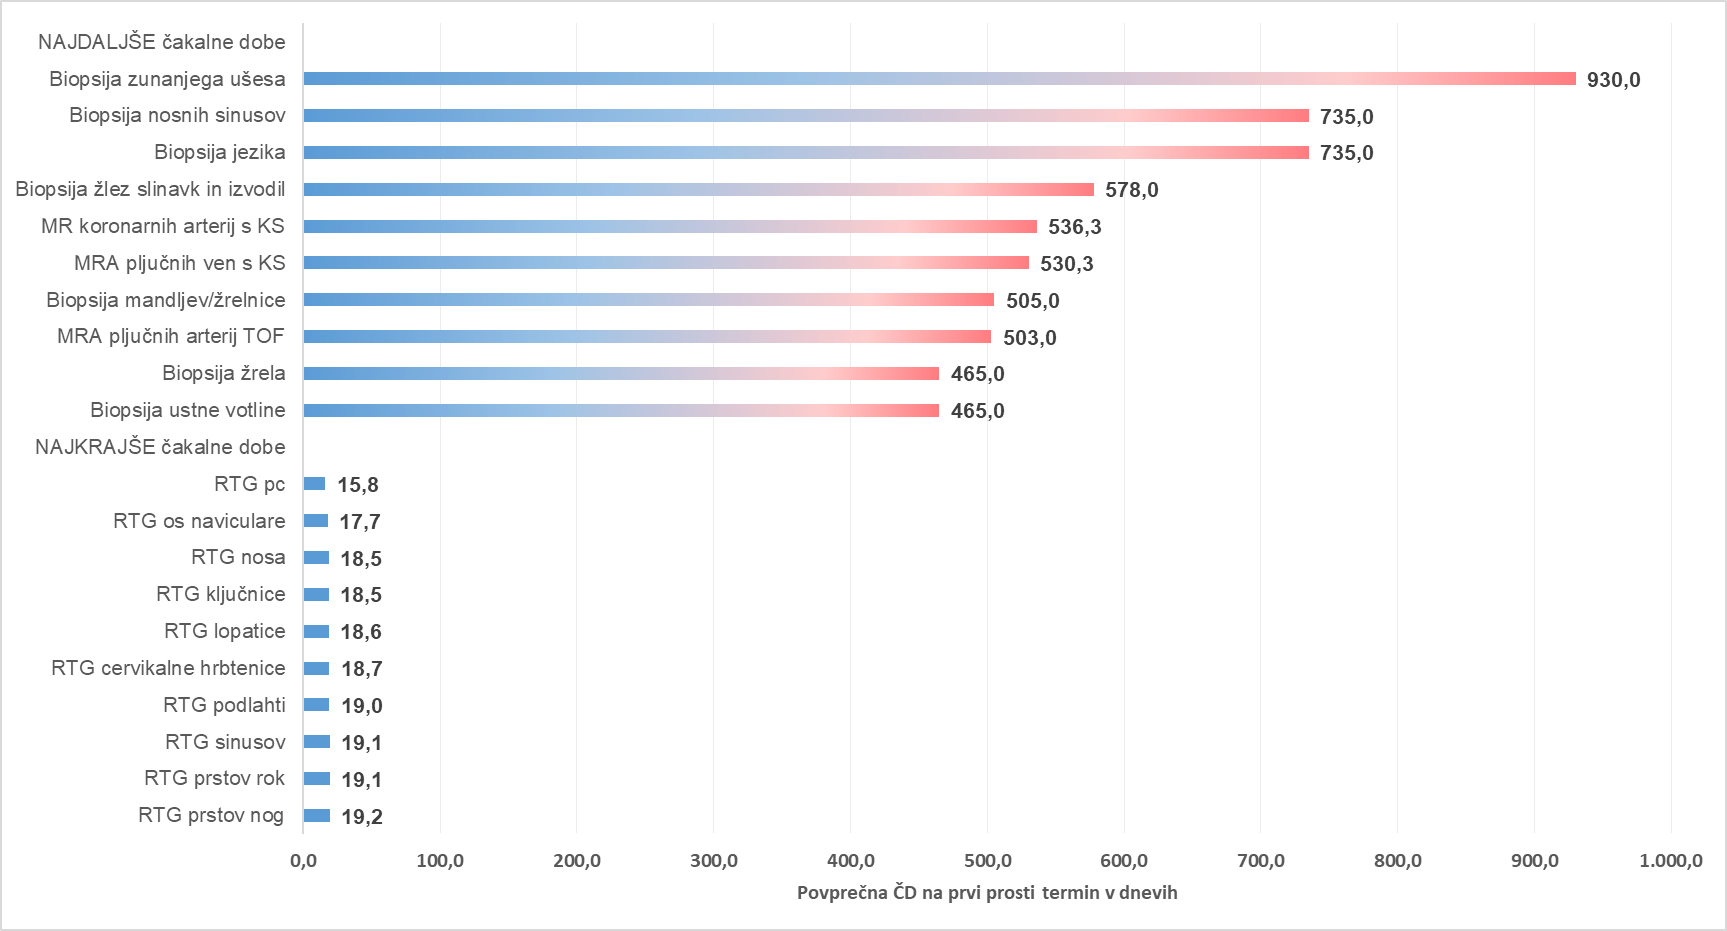 NAJDALJŠE čakalne dobe
Biopsija zunanjega ušesa 930,0
Biopsija nosnih sinusov 735,0
Biopsija jezika 735,0
Biopsija žlez slinavk in izvodil 578,0
MR koronarnih arterij s KS 536,3
MRA pljučnih ven s KS 530,3
Biopsija mandljev/žrelnice 505,0
MRA pljučnih arterij TOF 503,0
Biopsija žrela 465,0
Biopsija ustne votline 465,0
NAJKRAJŠE čakalne dobe
RTG pc 15,8
RTG os naviculare 17,7
RTG nosa 18,5
RTG ključnice 18,5
RTG lopatice 18,6
RTG cervikalne hrbtenice 18,7
RTG podlahti 19,0
RTG sinusov 19,1
RTG prstov rok 19,1
RTG prstov nog 19,2
0,0 100,0 200,0 300,0 400,0 500,0 600,0 700,0 800,0 900,0 1.000,0
Povprečna ČD na prvi prosti termin v dnevih